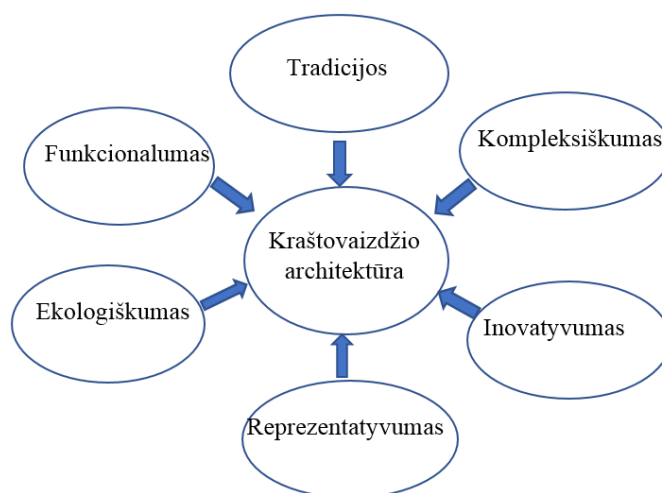 Tradicijos
Funkcionalumas
Kompleksiškumas
Kraštovaizdžio
architektūra
Ekologiškumas
Inovatyvumas
Reprezentatyvumas